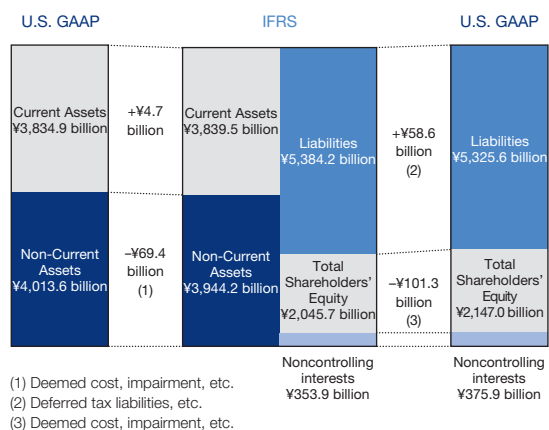 U.S. GAAP
IFRS
U.S. GAAP
Current Assets
¥3,834.9 billion
+¥4.7
billion
Current Assets
¥3,839.5 billion
Liabilities
¥5,384.2 billion
+¥58.6
billion
(2)
Liabilities
¥5,325.6 billion
Non-Current
Assets
¥4,013.6 billion
–¥69.4
billion
(1)
Non-Current
Assets
¥3,944.2 billion
Total
Shareholders'
Equity
¥2,045.7 billion
–¥101.3
billion
(3)
Total
Shareholders'
Equity
¥2,147.0 billion
Noncontrolling
interests
¥353.9 billion
Noncontrolling
interests
¥375.9 billion
(1) Deemed cost, impairment, etc.
(2) Deferred tax liabilities, etc.
(3) Deemed cost, impairment, etc.